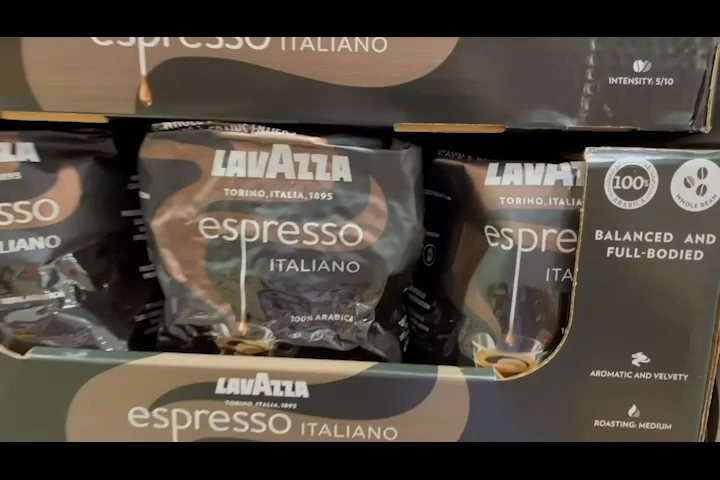 espresso ITALIANO
INTENSITY: 5/10
LAVAZZA
TORINO, ITALIA, 1895
espresso
ITALIANO
100% ARABICA
LAVAZZA
TORINO, ITALIA,
100%
ARABICA
WHOLE BEAN
BALANCED AND
FULL-BODIED
AROMATIC AND VELVETY
ROASTING: MEDIUM
LAVAZZA
TORINO, ITALIA, 1895
espresso ITALIANO